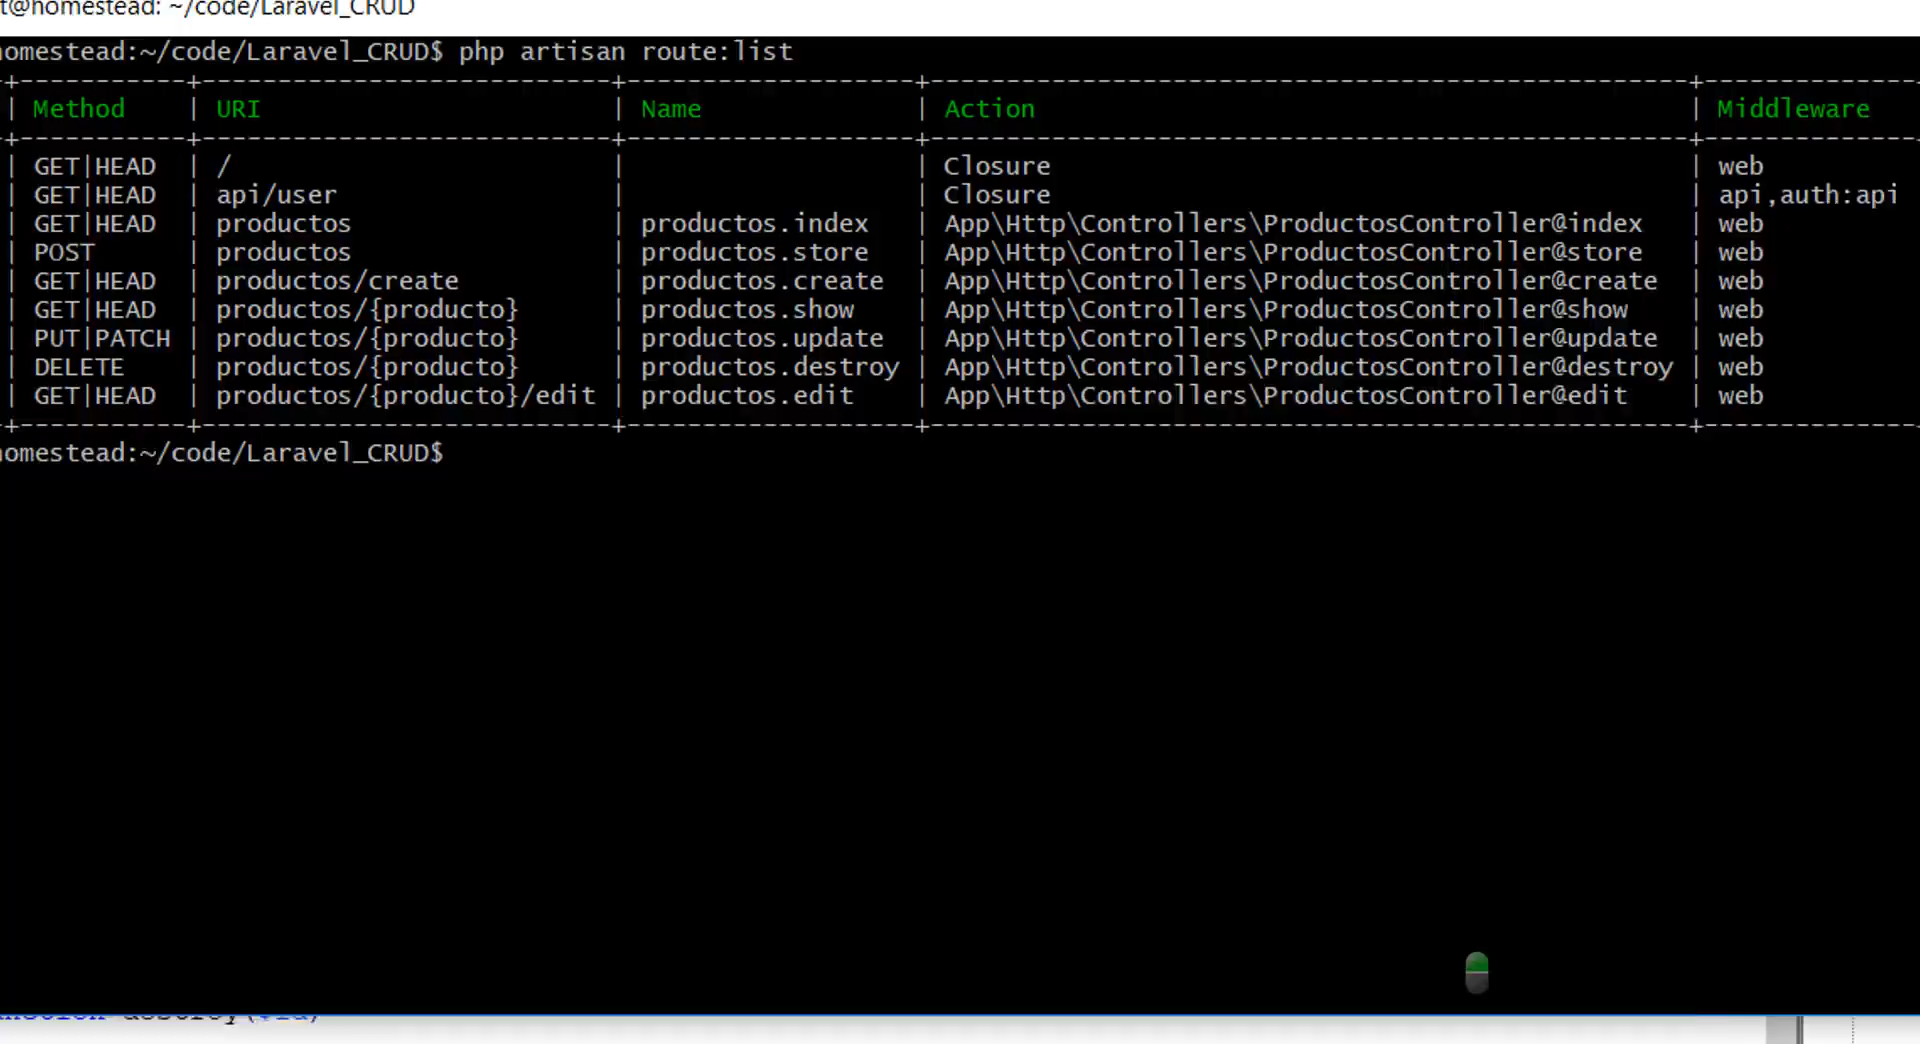 t@homestead: ~/code/Laravel_CRUD
homestead:~/code/Laravel_CRUD$ php artisan route:list
-+-----------+---------------------------+-------------------+--------------------------------------------------+--------------
| Method | URI | Name | Action | Middleware
-+-----------+---------------------------+-------------------+--------------------------------------------------+--------------
| GET|HEAD | / | | Closure | web
| GET|HEAD | api/user | | Closure | api,auth:api
| GET|HEAD | productos | productos.index | App\Http\Controllers\ProductosController@index | web
| POST | productos | productos.store | App\Http\Controllers\ProductosController@store | web
| GET|HEAD | productos/create | productos.create | App\Http\Controllers\ProductosController@create | web
| GET|HEAD | productos/{producto} | productos.show | App\Http\Controllers\ProductosController@show | web
| PUT|PATCH | productos/{producto} | productos.update | App\Http\Controllers\ProductosController@update | web
| DELETE | productos/{producto} | productos.destroy | App\Http\Controllers\ProductosController@destroy | web
| GET|HEAD | productos/{producto}/edit | productos.edit | App\Http\Controllers\ProductosController@edit | web
-+-----------+---------------------------+-------------------+--------------------------------------------------+--------------
homestead:~/code/Laravel_CRUD$